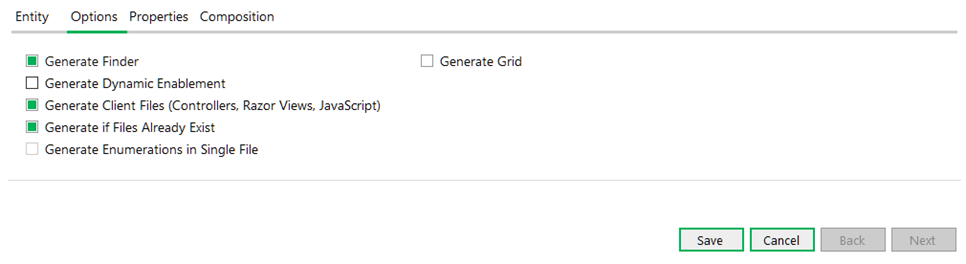 Entity Options Properties Composition
Generate Finder Generate Grid
Generate Dynamic Enablement
Generate Client Files (Controllers, Razor Views, JavaScript)
Generate if Files Already Exist
Generate Enumerations in Single File
Save Cancel Back Next